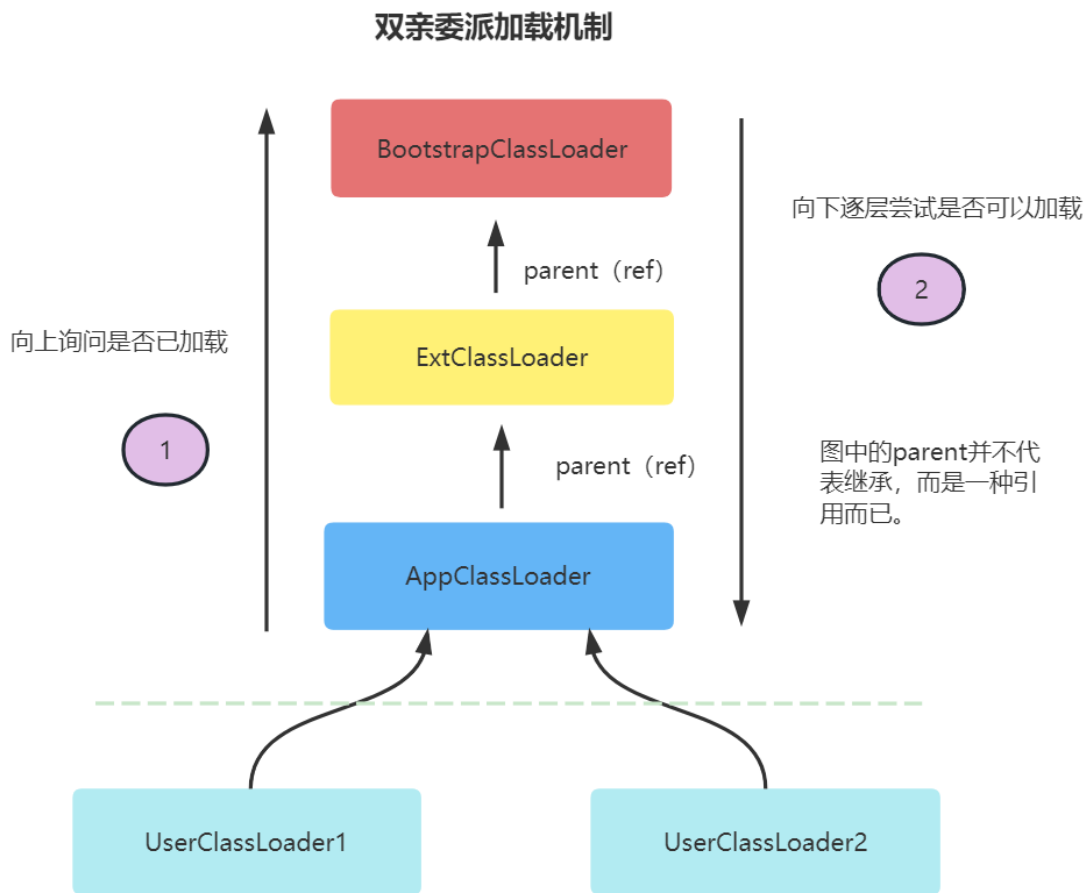 双亲委派加载机制
BootstrapClassLoader
向下逐层尝试是否可以加载
parent（ref）
2
向上询问是否已加载
ExtClassLoader
1
parent（ref）
图中的parent并不代
表继承，而是一种引
用而已。
AppClassLoader
UserClassLoader1
UserClassLoader2